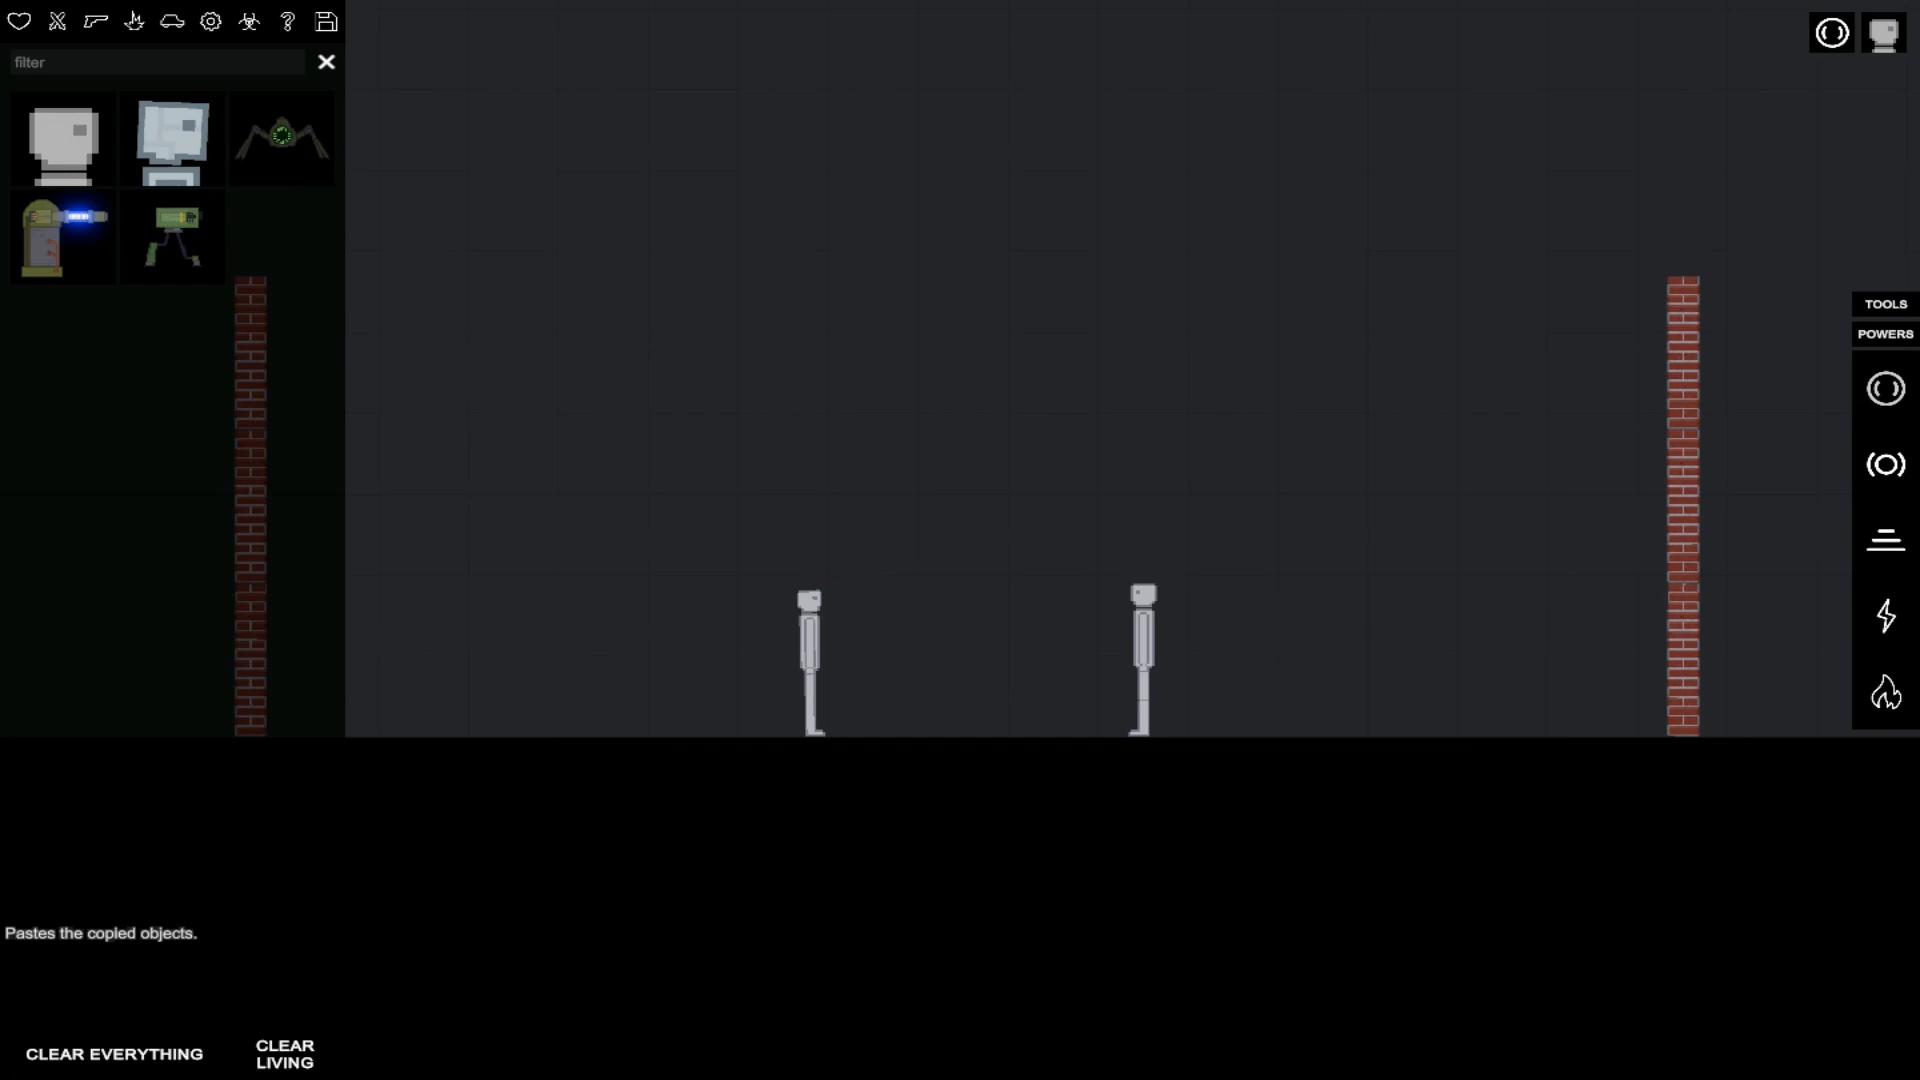 filter
TOOLS
POWERS
Pastes the copied objects.
CLEAR EVERYTHING
CLEAR
LIVING